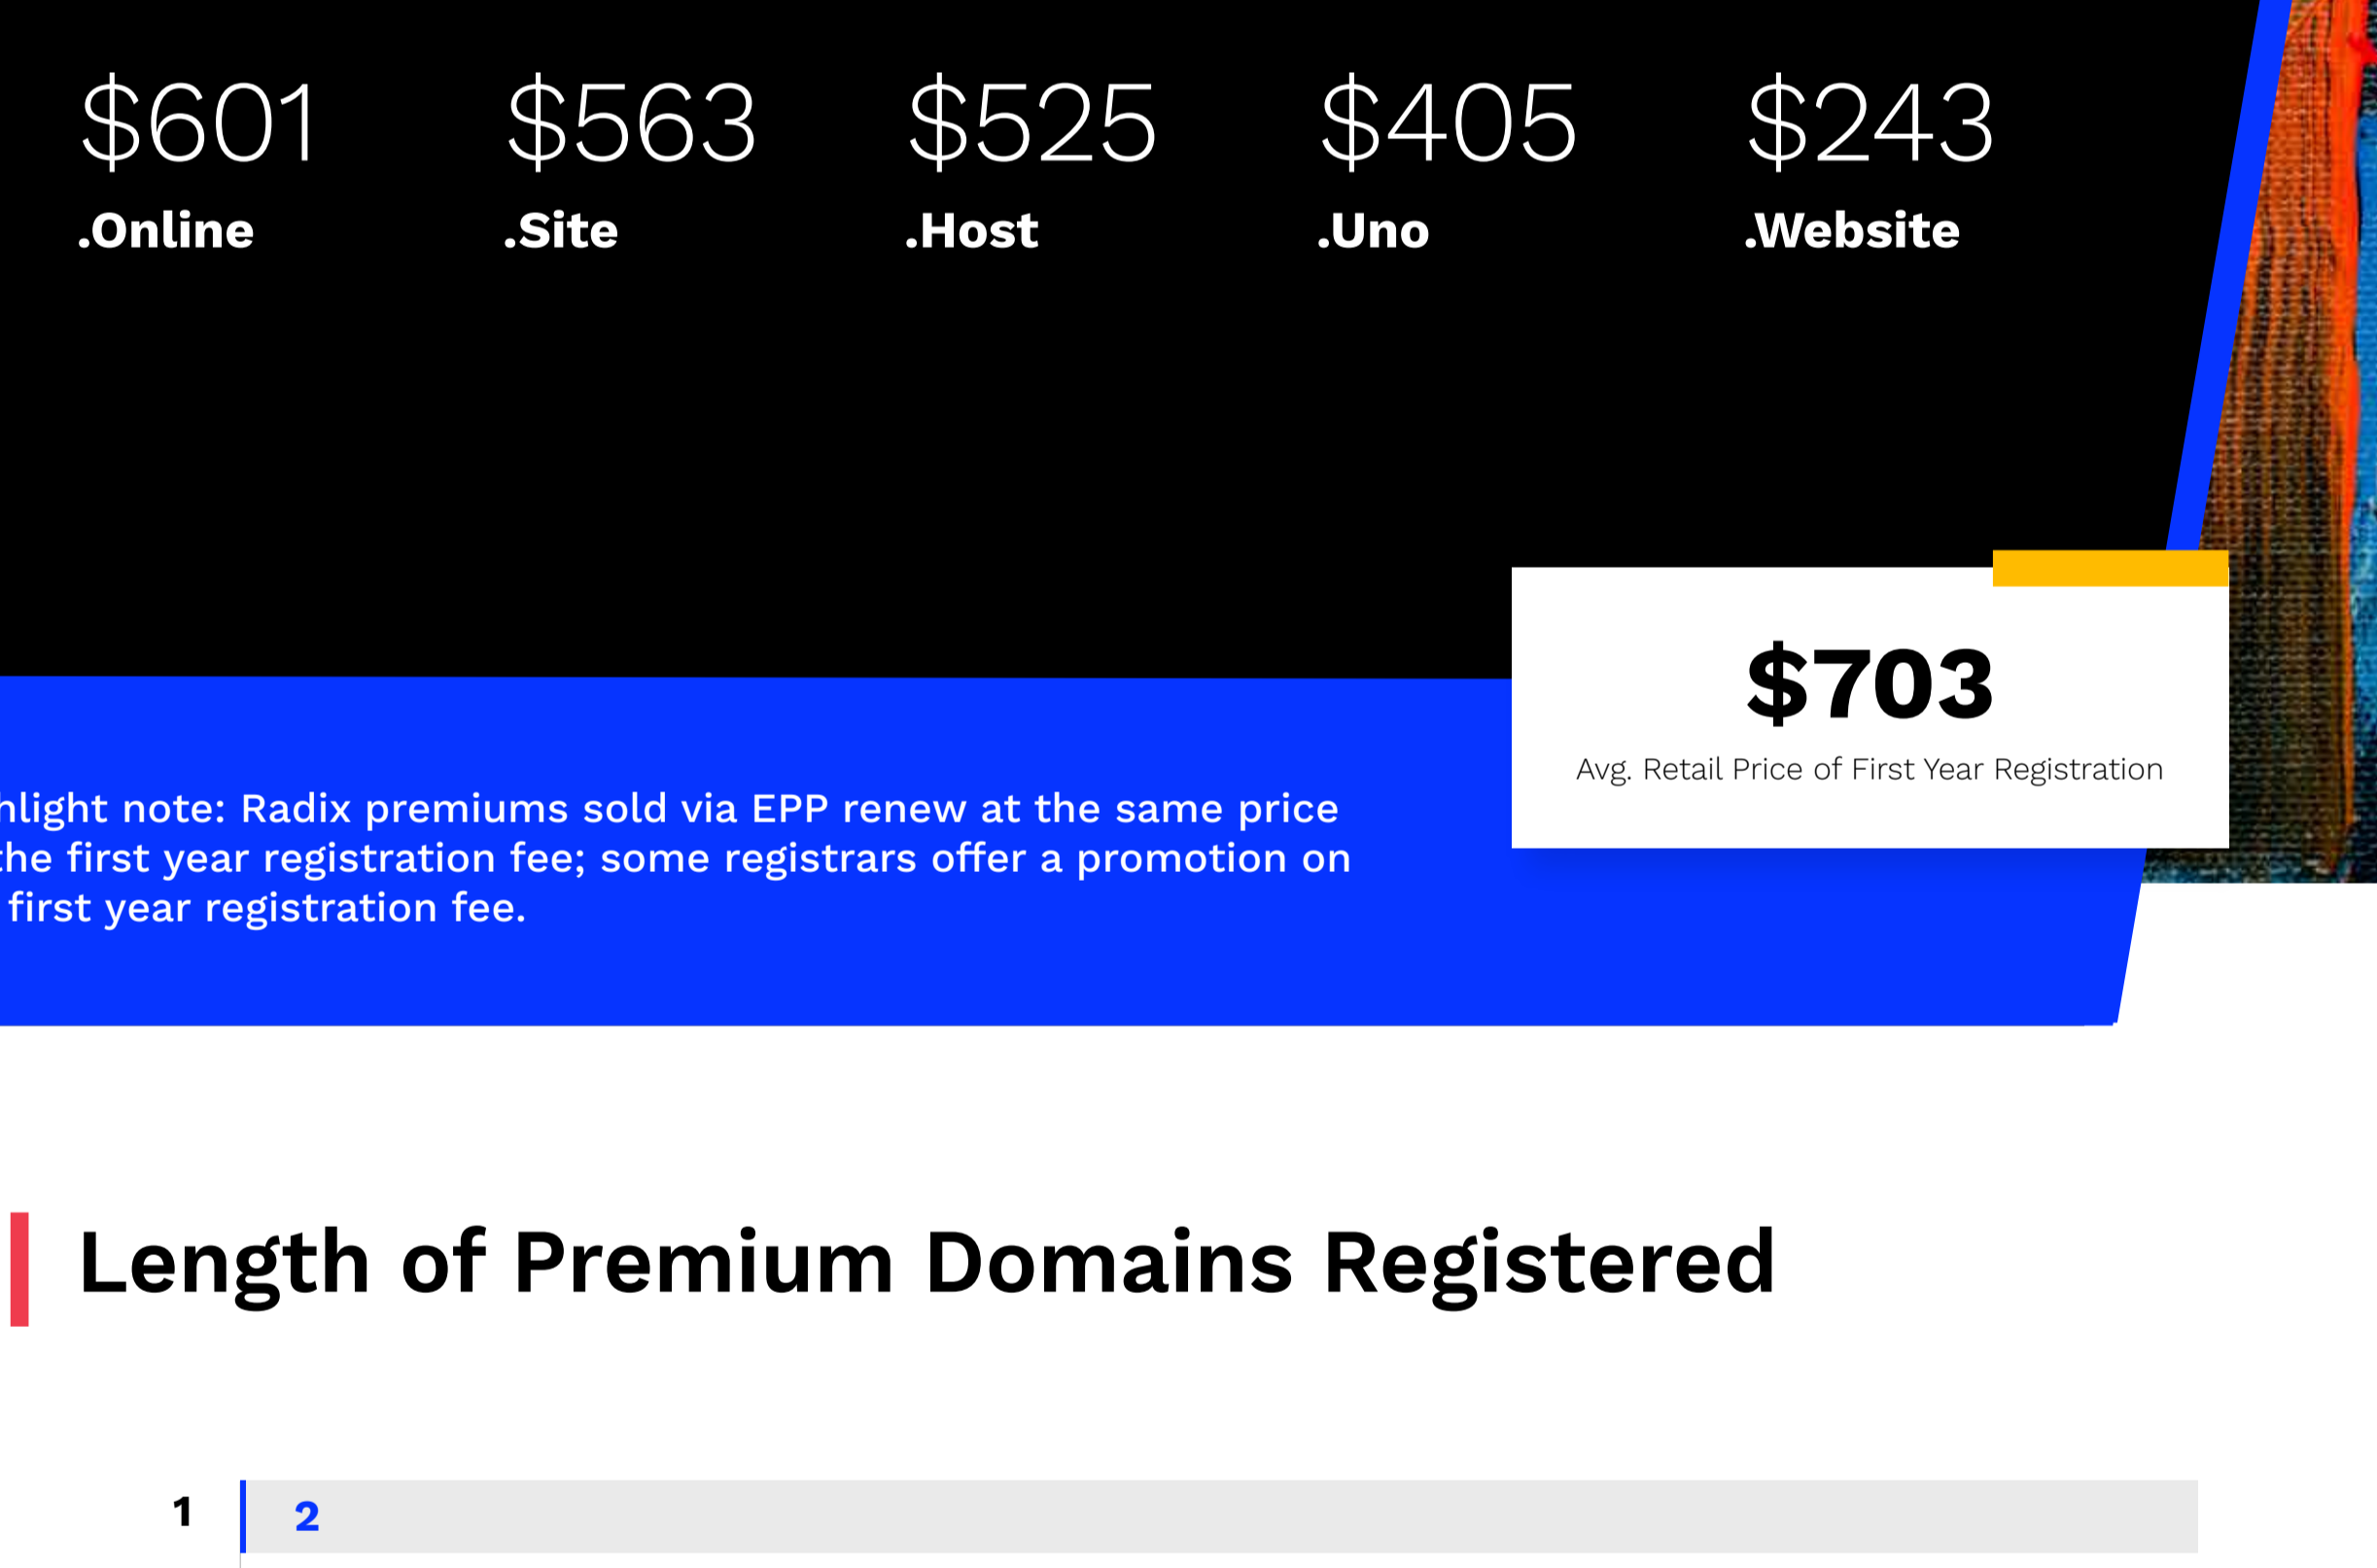 $601 $563 $525 $405 $243
.Online .Site .Host .Uno .Website
$703
Avg. Retail Price of First Year Registration
note: Radix premiums sold via EPP renew at the same price
first year registration fee; some registrars offer a promotion on
first year registration fee.
Length of Premium Domains Registered
1 2